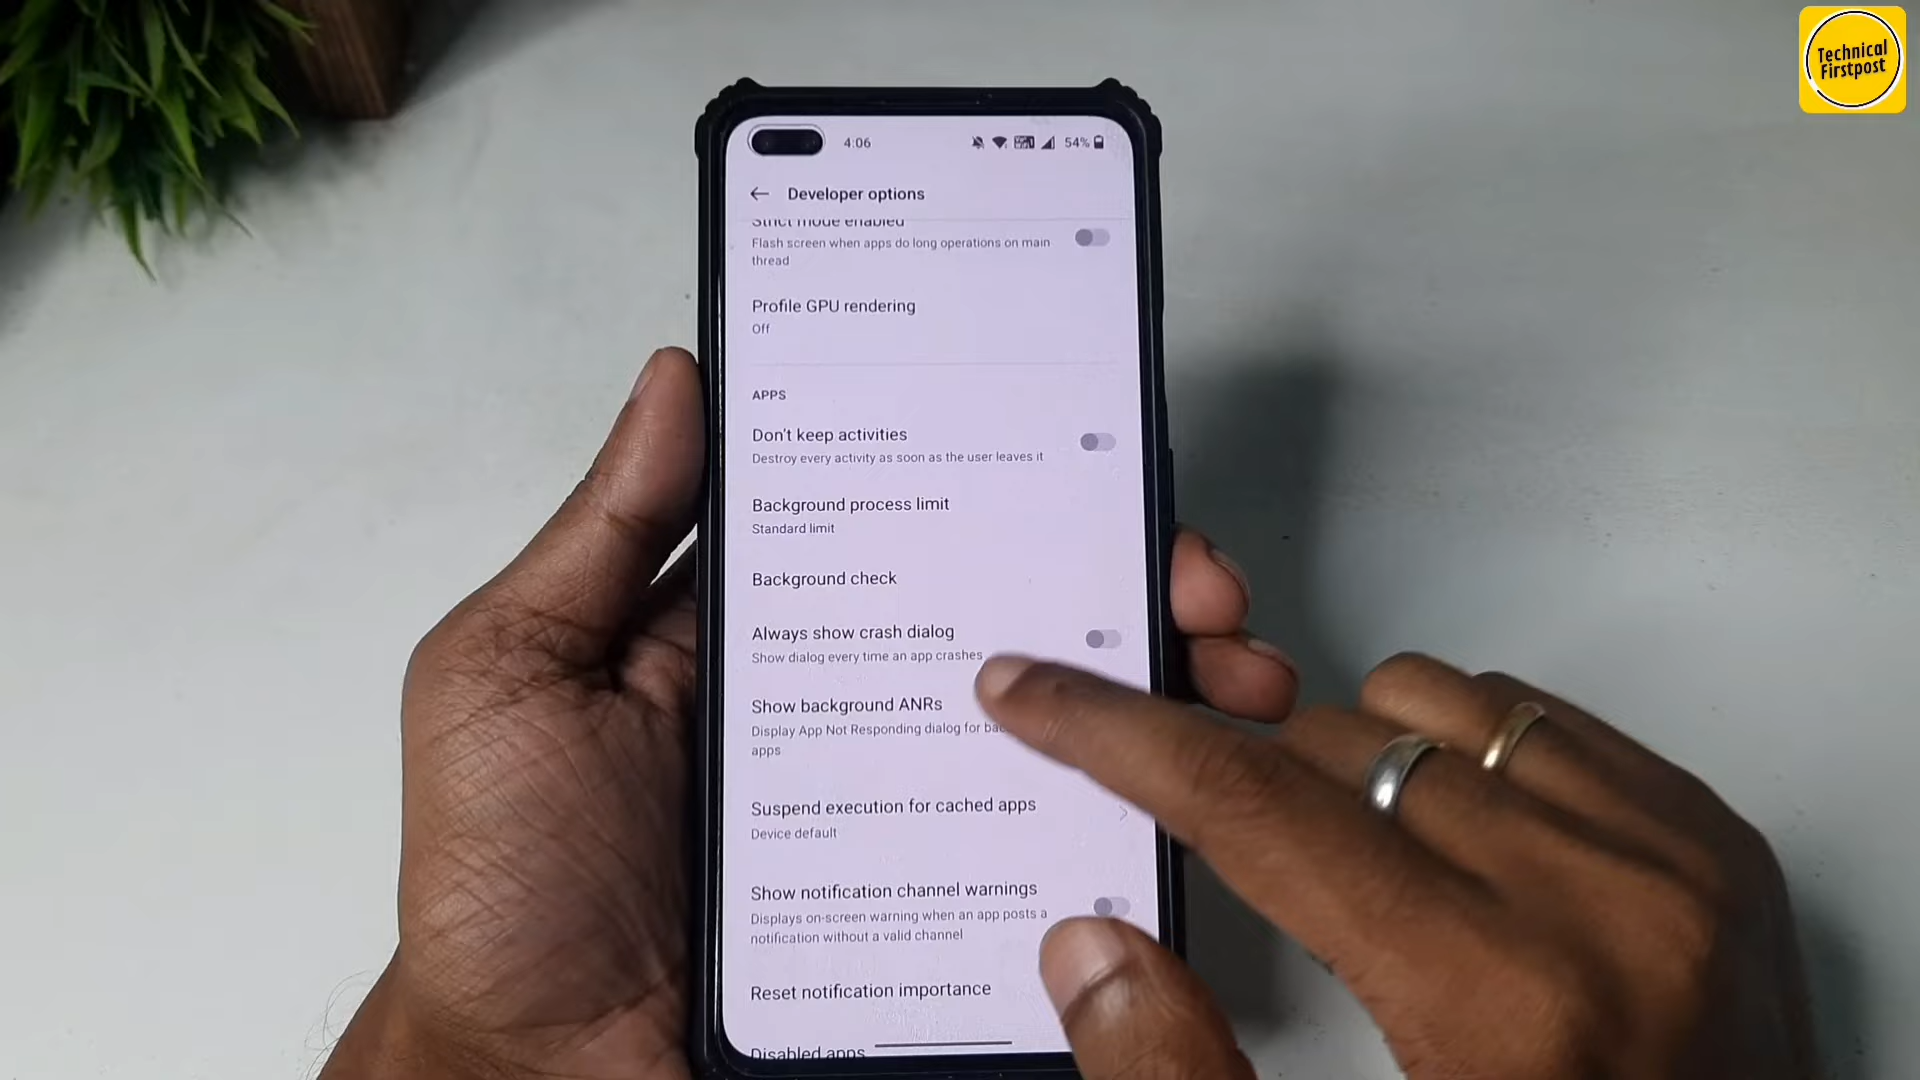 Technical
Firstpost
4:06
54%
Developer options
Strict mode enabled
Flash screen when apps do long operations on main
thread
Profile GPU rendering
Off
APPS
Don't keep activities
Destroy every activity as soon as the user leaves it
Background process limit
Standard limit
Background check
Always show crash dialog
Show dialog every time an app crashes
Show background ANRs
Display App Not Responding dialog for
apps
Suspend execution for cached apps
Device default
Show notification channel warnings
Displays on-screen warning when an app posts a
notification without a valid channel
Reset notification importance
Disabled apps